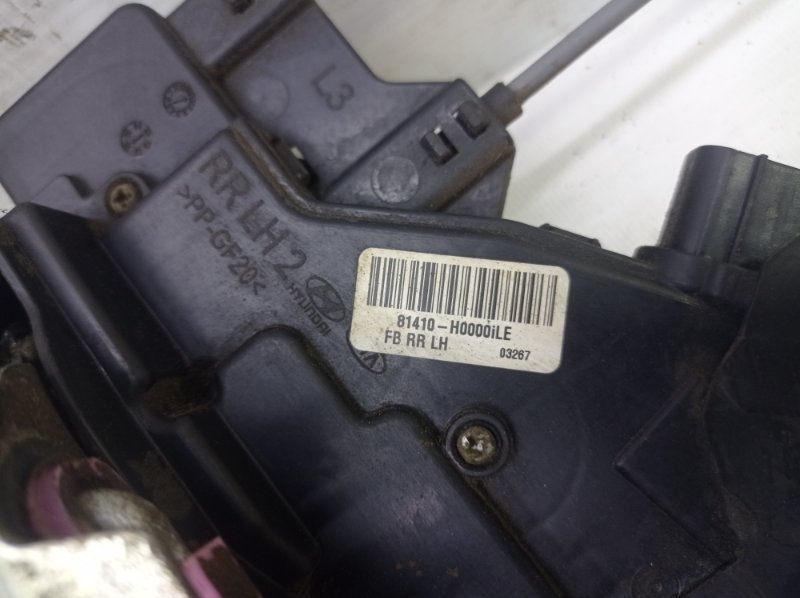 L3
RR LH 2
>PP-GF20<
HYUNDAI
81410-H0000iLE
FB RR LH
03267